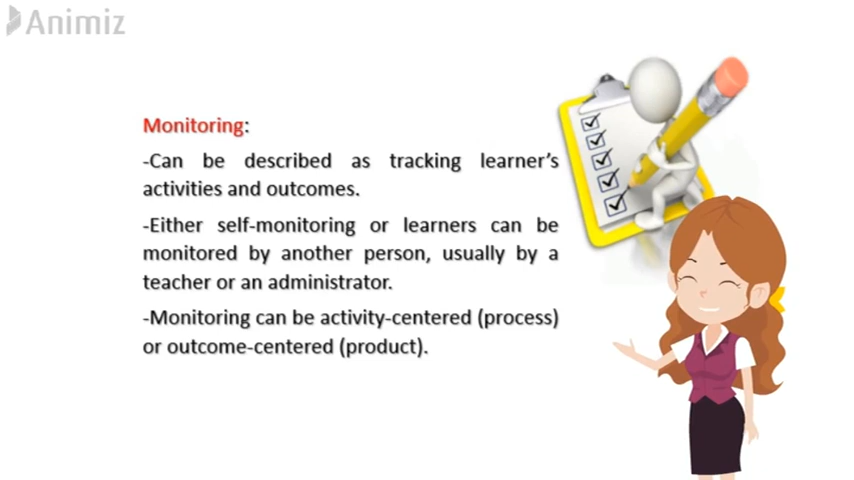 Animiz
Monitoring:
-Can be described as tracking learner's
activities and outcomes.
-Either self-monitoring or learners can be
monitored by another person, usually by a
teacher or an administrator.
-Monitoring can be activity-centered (process)
or outcome-centered (product).